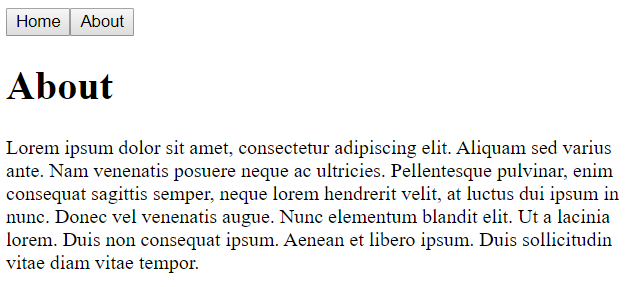 Home About
About
Lorem ipsum dolor sit amet, consectetur adipiscing elit. Aliquam sed varius
ante. Nam venenatis posuere neque ac ultricies. Pellentesque pulvinar, enim
consequat sagittis semper, neque lorem hendrerit velit, at luctus dui ipsum in
nunc. Donec vel venenatis augue. Nunc elementum blandit elit. Ut a lacinia
lorem. Duis non consequat ipsum. Aenean et libero ipsum. Duis sollicitudin
vitae diam vitae tempor.